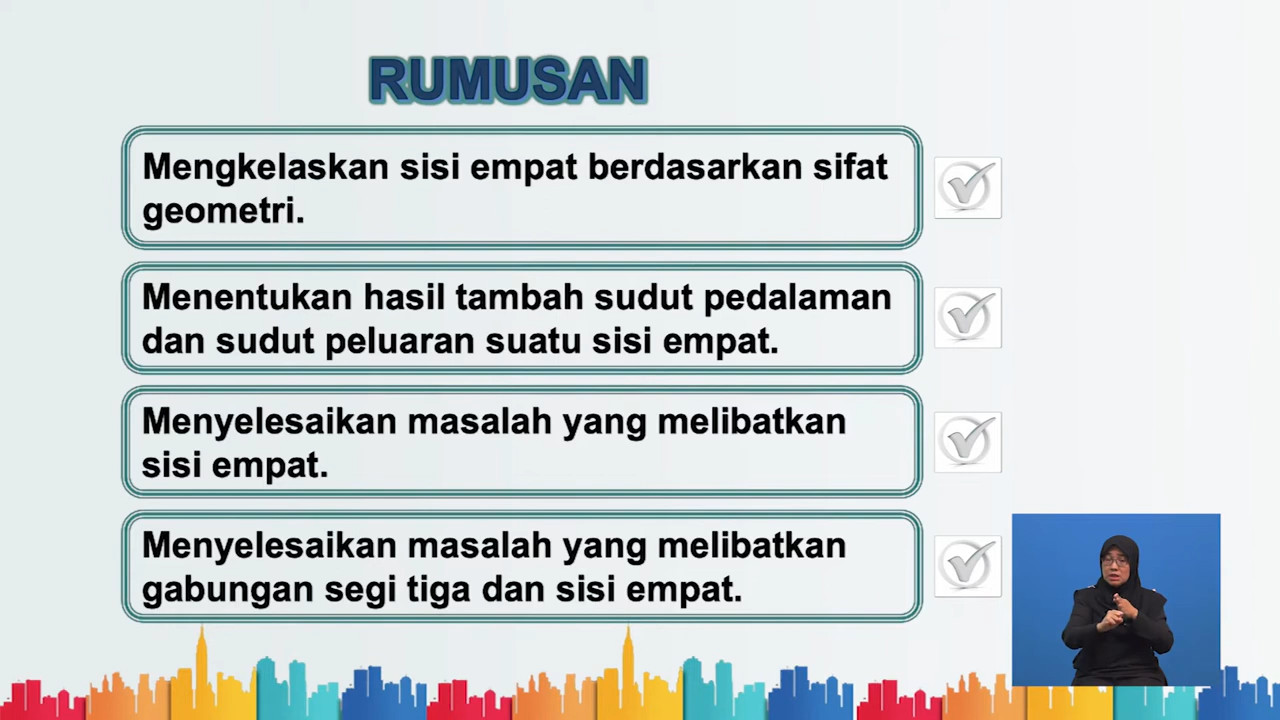 RUMUSAN
Mengkelaskan sisi empat berdasarkan sifat
geometri.
Menentukan hasil tambah sudut pedalaman
dan sudut peluaran suatu sisi empat.
Menyelesaikan masalah yang melibatkan
sisi empat.
Menyelesaikan masalah yang melibatkan
gabungan segi tiga dan sisi empat.